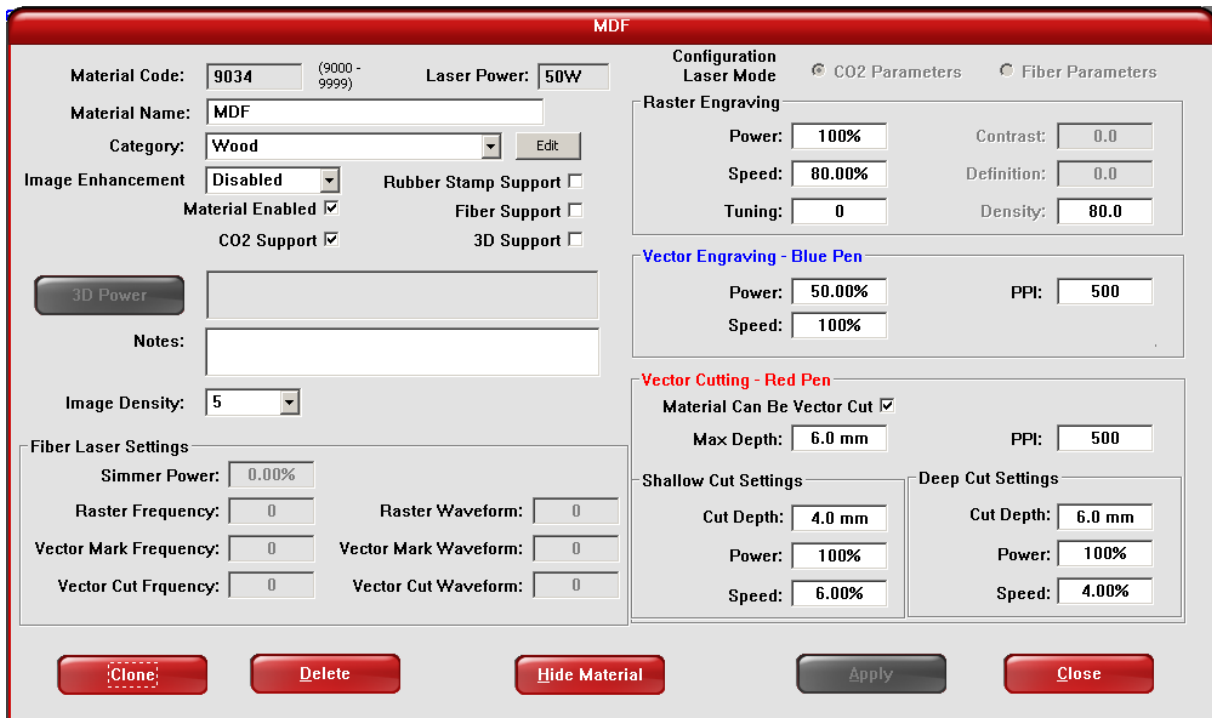 MDF
Material Code: 9034 (9000 - 9999) Laser Power: 50W
Material Name: MDF
Category: Wood Edit
Image Enhancement Disabled Rubber Stamp Support
Material Enabled Fiber Support
CO2 Support 3D Support
3D Power
Notes:
Image Density: 5
Fiber Laser Settings
Simmer Power: 0.00%
Raster Frequency: 0 Raster Waveform: 0
Vector Mark Frequency: 0 Vector Mark Waveform: 0
Vector Cut Frquency: 0 Vector Cut Waveform: 0
Configuration
Laser Mode CO2 Parameters Fiber Parameters
Raster Engraving
Power: 100% Contrast: 0.0
Speed: 80.00% Definition: 0.0
Tuning: 0 Density: 80.0
Vector Engraving - Blue Pen
Power: 50.00% PPI: 500
Speed: 100%
Vector Cutting - Red Pen
Material Can Be Vector Cut
Max Depth: 6.0 mm PPI: 500
Shallow Cut Settings
Cut Depth: 4.0 mm
Power: 100%
Speed: 6.00%
Deep Cut Settings
Cut Depth: 6.0 mm
Power: 100%
Speed: 4.00%
Clone Delete Hide Material Apply Close